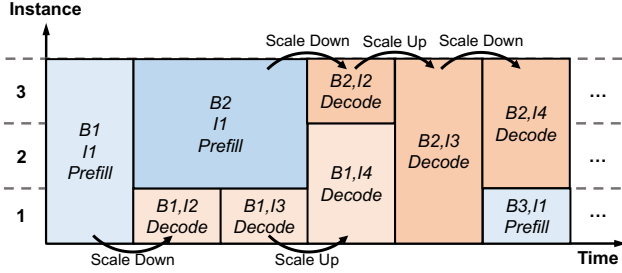 Instance
Scale Down
Scale Up
Scale Down
3
B1
I1
Prefill
B2
I1
Prefill
B2,I2
Decode
B2,I3
Decode
B2,I4
Decode
...
2
B1,I4
Decode
...
1
B1,I2
Decode
B1,I3
Decode
B3,I1
Prefill
...
Scale Down
Scale Up
Time